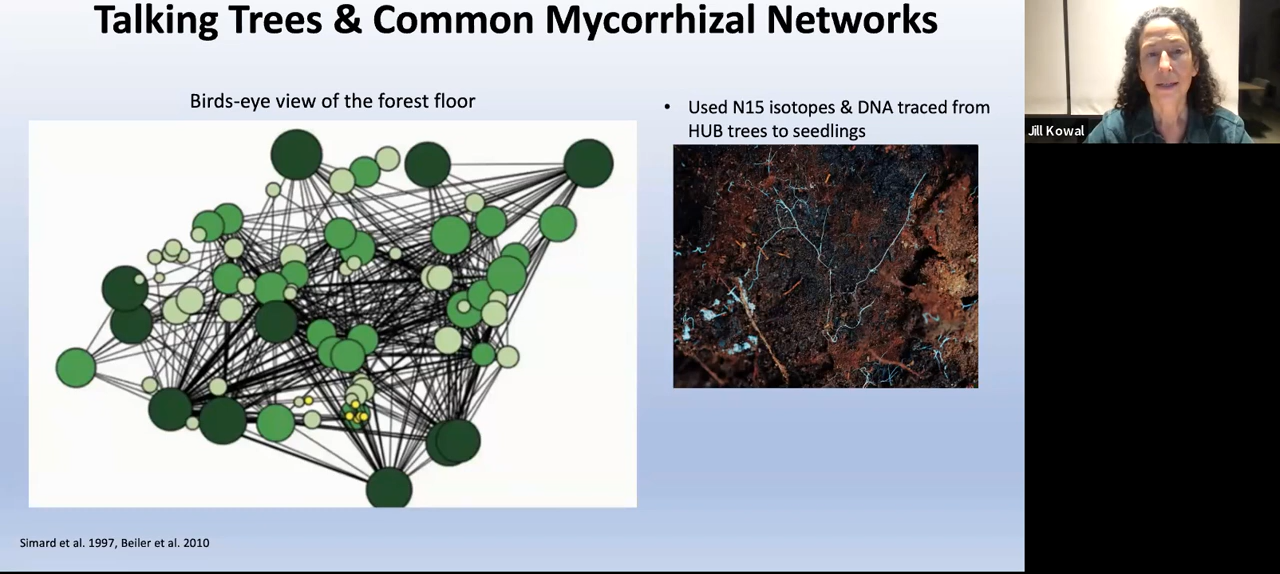 Talking Trees & Common Mycorrhizal Networks
Birds-eye view of the forest floor
• Used N15 isotopes & DNA traced from
HUB trees to seedlings
Jill Kowal
Simard et al. 1997, Beiler et al. 2010